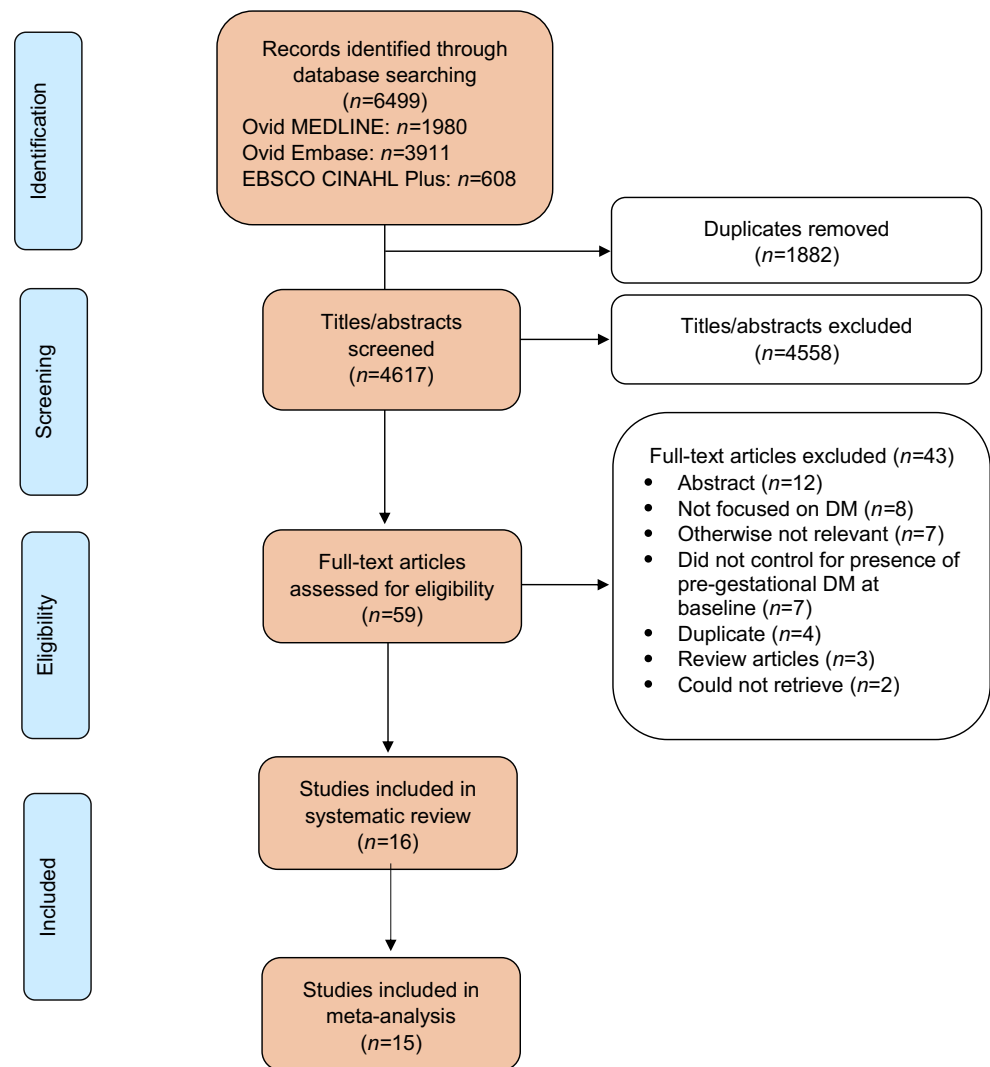 Identification
Records identified through
database searching
(n=6499)
Ovid MEDLINE: n=1980
Ovid Embase: n=3911
EBSCO CINAHL Plus: n=608
Duplicates removed
(n=1882)
Screening
Titles/abstracts
screened
(n=4617)
Titles/abstracts excluded
(n=4558)
Eligibility
Full-text articles
assessed for eligibility
(n=59)
Full-text articles excluded (n=43)
• Abstract (n=12)
• Not focused on DM (n=8)
• Otherwise not relevant (n=7)
• Did not control for presence of
pre-gestational DM at
baseline (n=7)
• Duplicate (n=4)
• Review articles (n=3)
• Could not retrieve (n=2)
Included
Studies included in
systematic review
(n=16)
Studies included in
meta-analysis
(n=15)